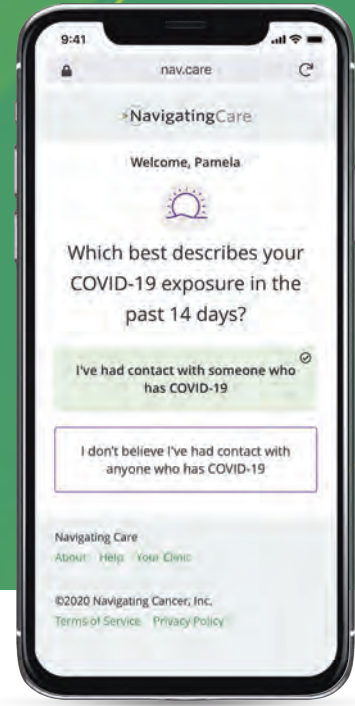 9:41
nav.care
NavigatingCare
Welcome, Pamela
Which best describes your
COVID-19 exposure in the
past 14 days?
I've had contact with someone who
has COVID-19
I don't believe I've had contact with
anyone who has COVID-19
Navigating Care
About Help Your Clinic
©2020 Navigating Cancer, Inc.
Terms of Service Privacy Policy